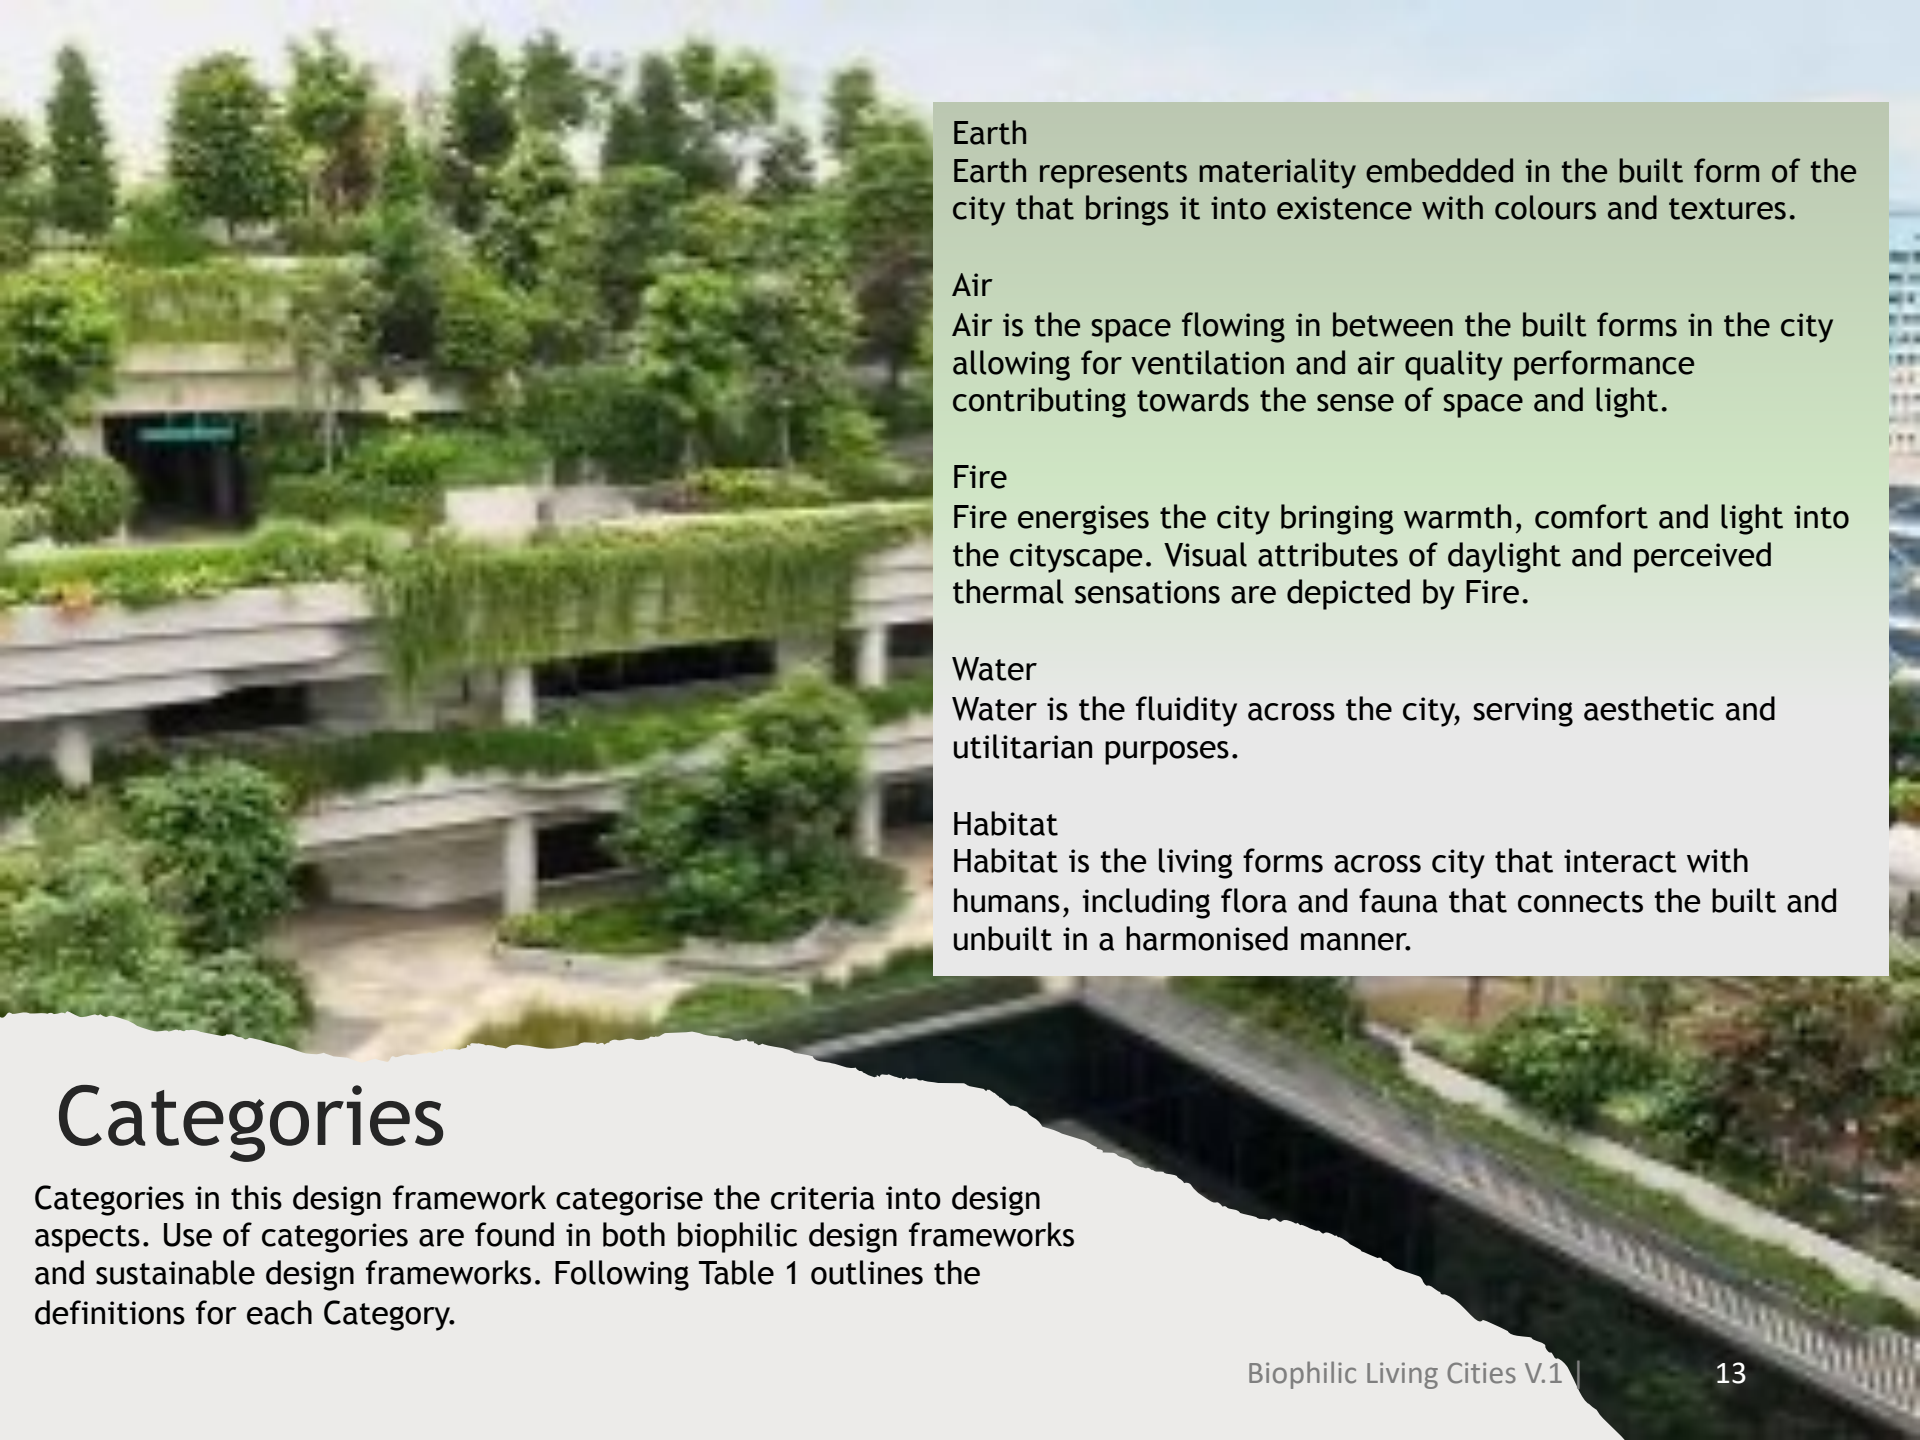 Earth
Earth represents materiality embedded in the built form of the
city that brings it into existence with colours and textures.
Air
Air is the space flowing in between the built forms in the city
allowing for ventilation and air quality performance
contributing towards the sense of space and light.
Fire
Fire energises the city bringing warmth, comfort and light into
the cityscape. Visual attributes of daylight and perceived
thermal sensations are depicted by Fire.
Water
Water is the fluidity across the city, serving aesthetic and
utilitarian purposes.
Habitat
Habitat is the living forms across city that interact with
humans, including flora and fauna that connects the built and
unbuilt in a harmonised manner.
Categories
Categories in this design framework categorise the criteria into design
aspects. Use of categories are found in both biophilic design frameworks
and sustainable design frameworks. Following Table 1 outlines the
definitions for each Category.
Biophilic Living Cities V.1 | 13